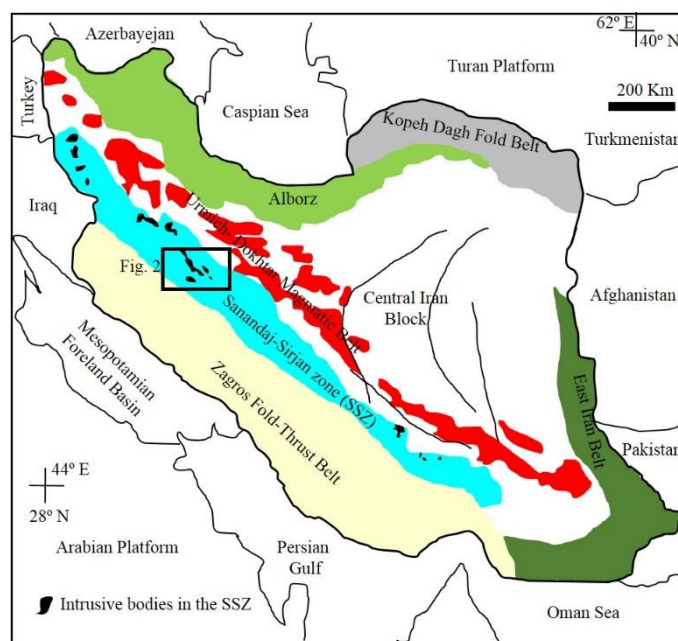 62º E
40º N
Azerbayejan
Turkey
Caspian Sea
Turan Platform
200 Km
Kopeh Dagh Fold Belt
Turkmenistan
Iraq
Alborz
Urmieh- Dokhtar Magmatic Belt
Fig. 2
Central Iran
Block
Afghanistan
Mesopotamian
Foreland Basin
Sanandaj-Sirjan zone (SSZ)
Zagros Fold-Thrust Belt
East Iran Belt
Pakistan
44º E
28º N
Arabian Platform
Persian
Gulf
Oman Sea
Intrusive bodies in the SSZ